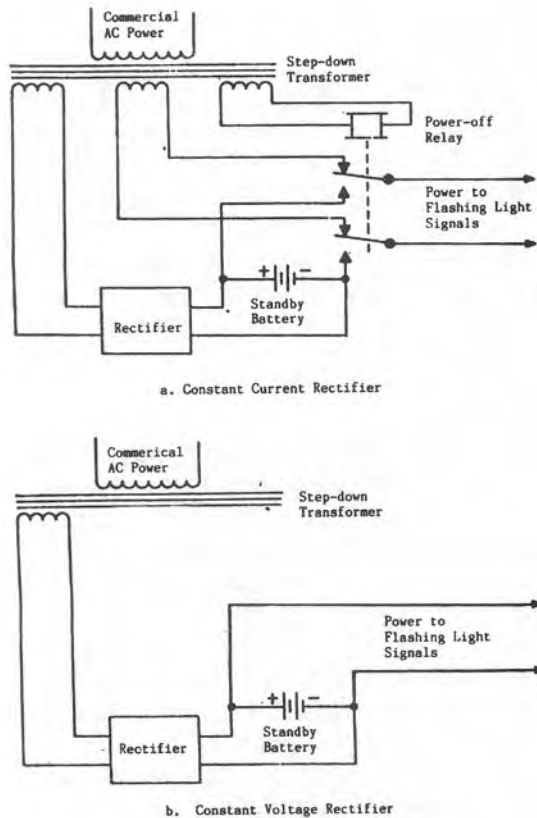 Commercial
AC Power
Step-down
Transformer
Power-off
Relay
Power to
Flashing Light
Signals
+ -
Standby
Battery
Rectifier
a. Constant Current Rectifier
Commerical
AC Power
Step-down
Transformer
Power to
Flashing Light
Signals
+ -
Standby
Battery
Rectifier
b. Constant Voltage Rectifier